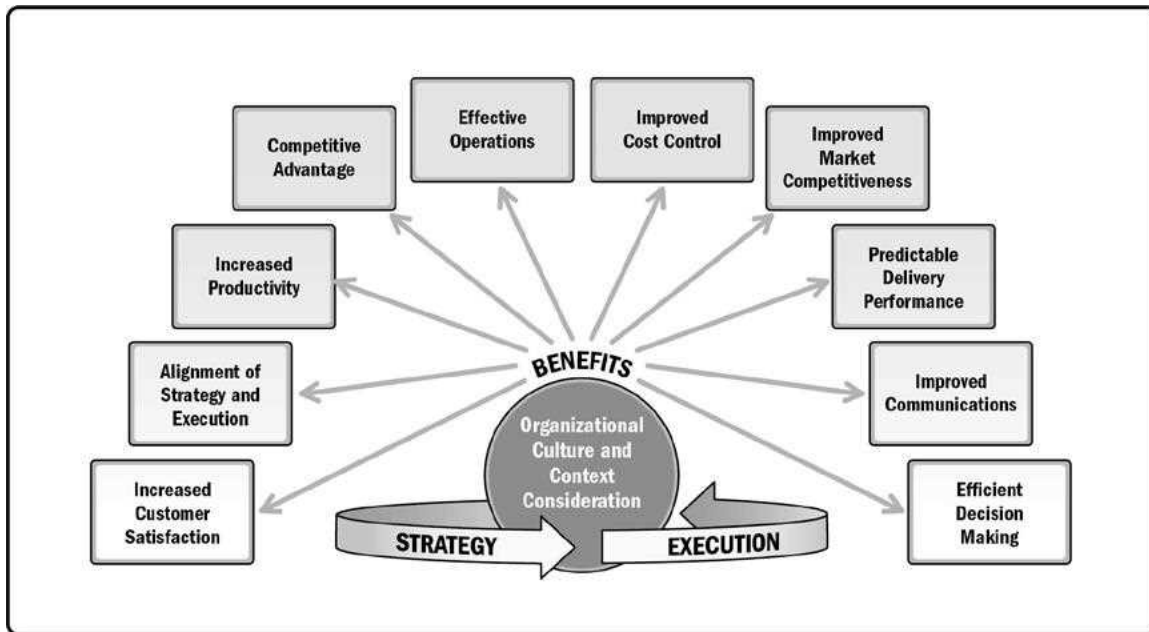 Effective
Operations
Improved
Cost Control
Competitive
Advantage
Improved
Market
Competitiveness
Increased
Productivity
Predictable
Delivery
Performance
BENEFITS
Alignment of
Strategy and
Execution
Improved
Communications
Organizational
Culture and
Context
Consideration
Increased
Customer
Satisfaction
Efficient
Decision
Making
STRATEGY
EXECUTION